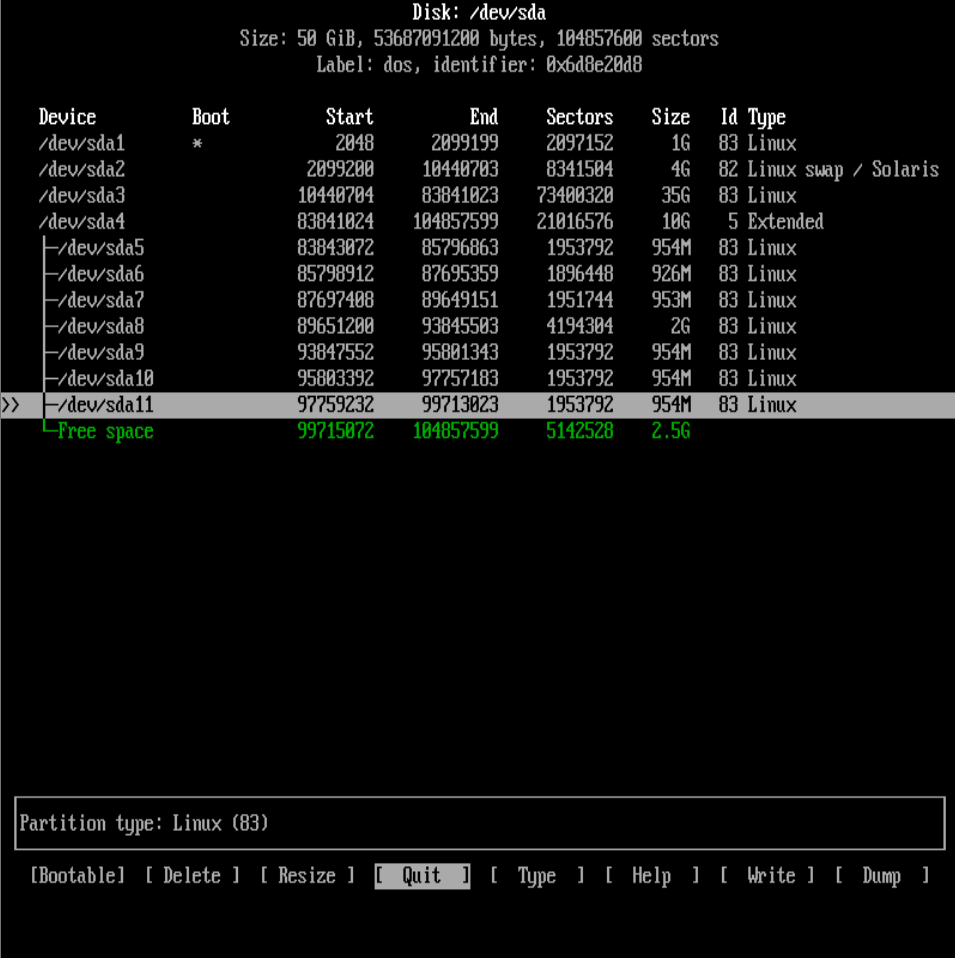 Disk: /dev/sda
Size: 50 GiB, 53687091200 bytes, 104857600 sectors
Label: dos, identifier: 0x6d8e20d8
Device Boot Start End Sectors Size Id Type
/dev/sda1 * 2048 2099199 2097152 1G 83 Linux
/dev/sda2 2099200 10440703 8341504 4G 82 Linux swap / Solaris
/dev/sda3 10440704 83841023 73400320 35G 83 Linux
/dev/sda4 83841024 104857599 21016576 10G 5 Extended
├─/dev/sda5 83843072 85796863 1953792 954M 83 Linux
├─/dev/sda6 85798912 87695359 1896448 926M 83 Linux
├─/dev/sda7 87697408 89649151 1951744 953M 83 Linux
├─/dev/sda8 89651200 93845503 4194304 2G 83 Linux
├─/dev/sda9 93847552 95801343 1953792 954M 83 Linux
├─/dev/sda10 95803392 97757183 1953792 954M 83 Linux
>> ├─/dev/sda11 97759232 99713023 1953792 954M 83 Linux
└─Free space 99715072 104857599 5142528 2.5G
Partition type: Linux (83)
[Bootable] [ Delete ] [ Resize ] [ Quit ] [ Type ] [ Help ] [ Write ] [ Dump ]